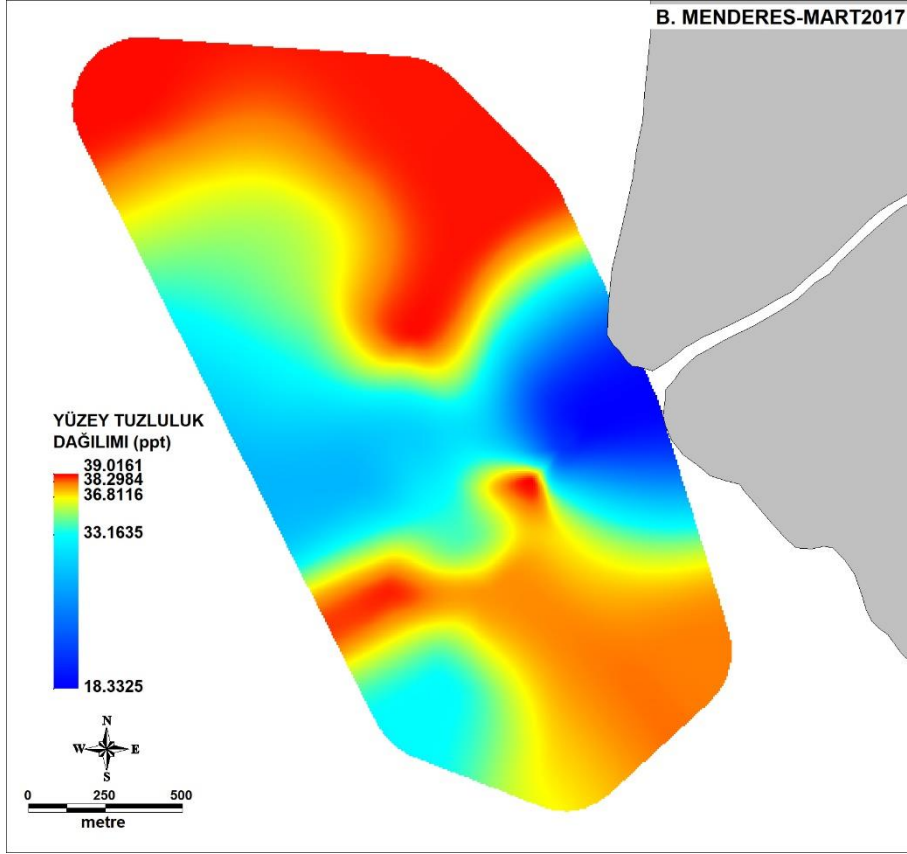 B. MENDERES-MART2017
YÜZEY TUZLULUK
DAĞILIMI (ppt)
39.0161
38.2984
36.8116
33.1635
18.3325
N
W E
S
0 250 500
metre